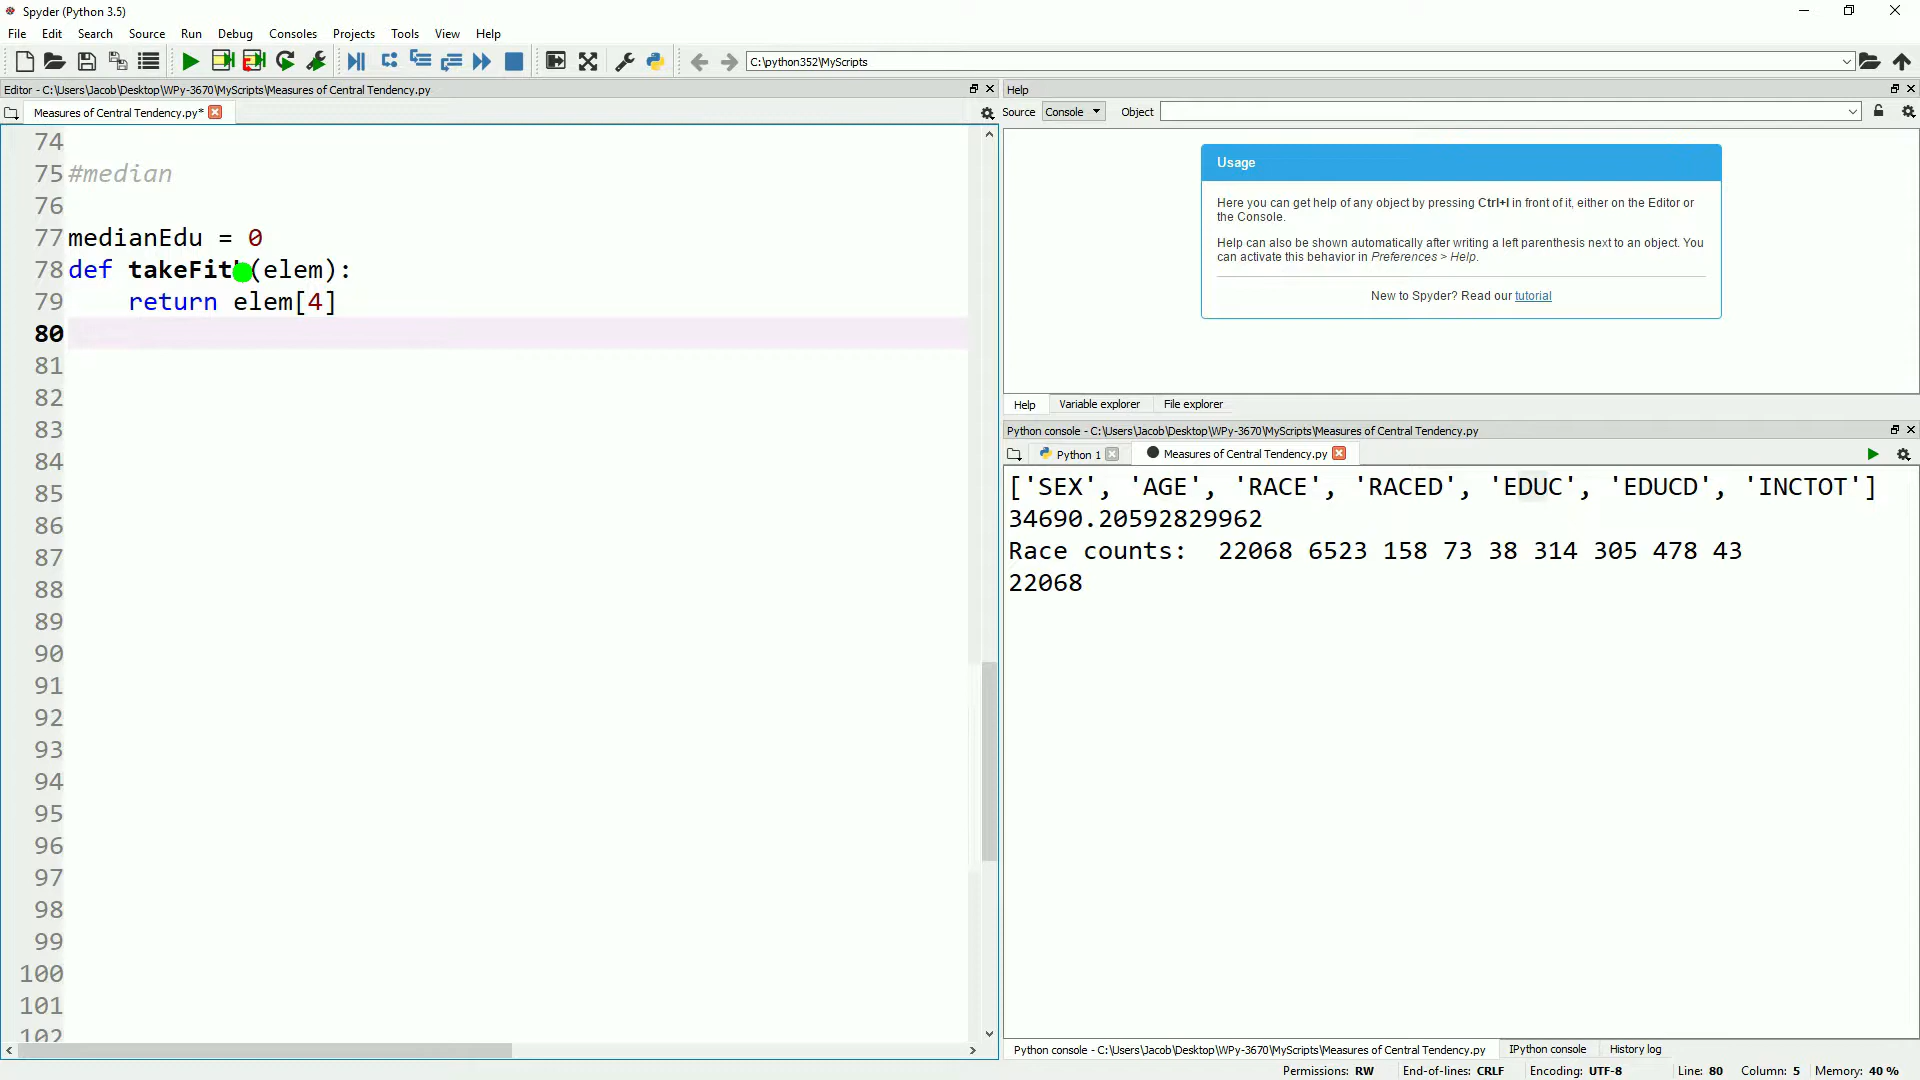 Spyder (Python 3.5)
File Edit Search Source Run Debug Consoles Projects Tools View Help
C:\python352\MyScripts
Editor - C:\Users\Jacob\Desktop\WPy-3670\MyScripts\Measures of Central Tendency.py
Measures of Central Tendency.py*
74
75 #median
76
77 medianEdu = 0
78 def (elem):
79 return elem[4]
80
81
82
83
84
85
86
87
88
89
90
91
92
93
94
95
96
97
98
99
100
101
102
Help
Source Console Object
Usage
Here you can get help of any object by pressing Ctrl+I in front of it, either on the Editor or
the Console.
Help can also be shown automatically after writing a left parenthesis next to an object. You
can activate this behavior in Preferences > Help.
New to Spyder? Read our tutorial
Help Variable explorer File explorer
Python console - C:\Users\Jacob\Desktop\WPy-3670\MyScripts\Measures of Central Tendency.py
Python 1 Measures of Central Tendency.py
['SEX', 'AGE', 'RACE', 'RACED', 'EDUC', 'EDUCD', 'INCTOT']
34690.20592829962
Race counts: 22068 6523 158 73 38 314 305 478 43
22068
Python console - C:\Users\Jacob\Desktop\WPy-3670\MyScripts\Measures of Central Tendency.py IPython console History log
Permissions: RW End-of-lines: CRLF Encoding: UTF-8 Line: 80 Column: 5 Memory: 40 %